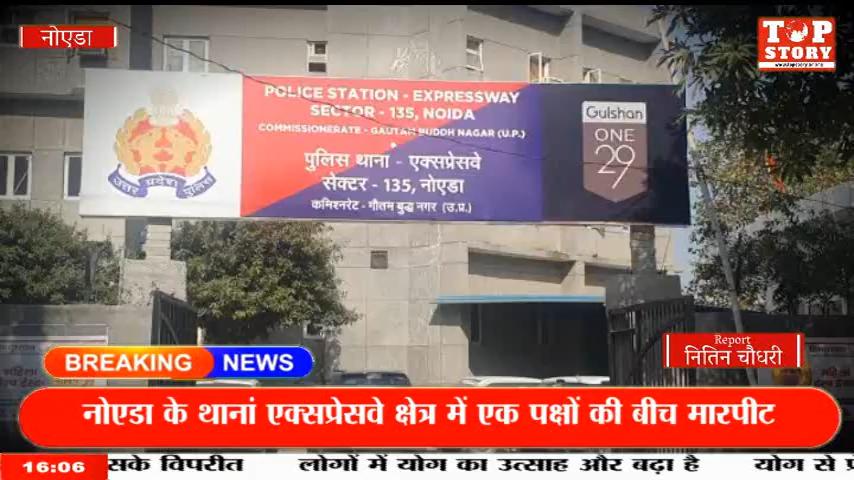 नोएडा
TOP
STORY
POLICE STATION - EXPRESSWAY
SECTOR - 135, NOIDA
COMMISSIONERATE - GAUTAM BUDDH NAGAR (U.P.)
पुलिस थाना - एक्सप्रेसवे
सेक्टर - 135, नोएडा
कमिश्नरेट - गौतम बुद्ध नगर (उ.प्र.)
उत्तर प्रदेश पुलिस
Gulshan
ONE
29
Report
नितिन चौधरी
BREAKING NEWS
नोएडा के थानां एक्सप्रेसवे क्षेत्र में एक पक्षों की बीच मारपीट
16:06 सके विपरीत लोगों में योग का उत्साह और बढ़ा है योग से